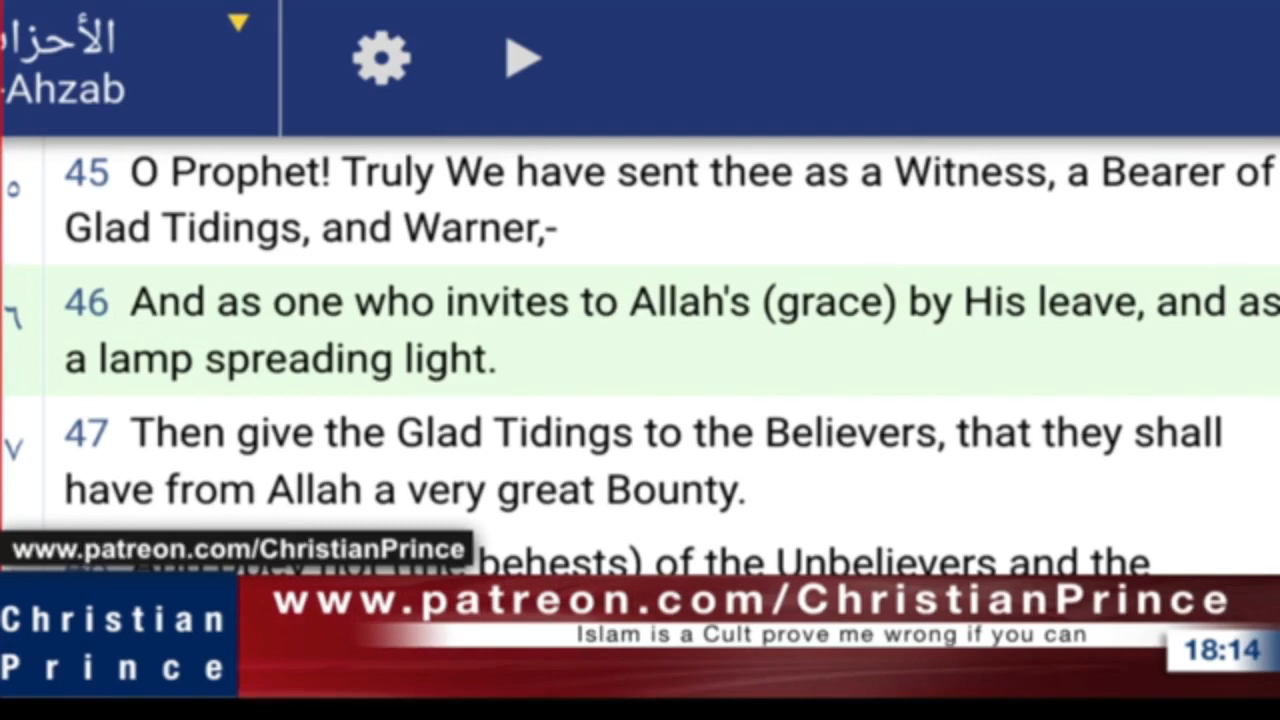 الأحزا
-Ahzab
٥ 45 O Prophet! Truly We have sent thee as a Witness, a Bearer of
Glad Tidings, and Warner,-
٦ 46 And as one who invites to Allah's (grace) by His leave, and as
a lamp spreading light.
٧ 47 Then give the Glad Tidings to the Believers, that they shall
have from Allah a very great Bounty.
behests) of the Unbelievers and the
www.patreon.com/ChristianPrince
www.patreon.com/ChristianPrince
Islam is a Cult prove me wrong if you can
Christian
Prince
18:14